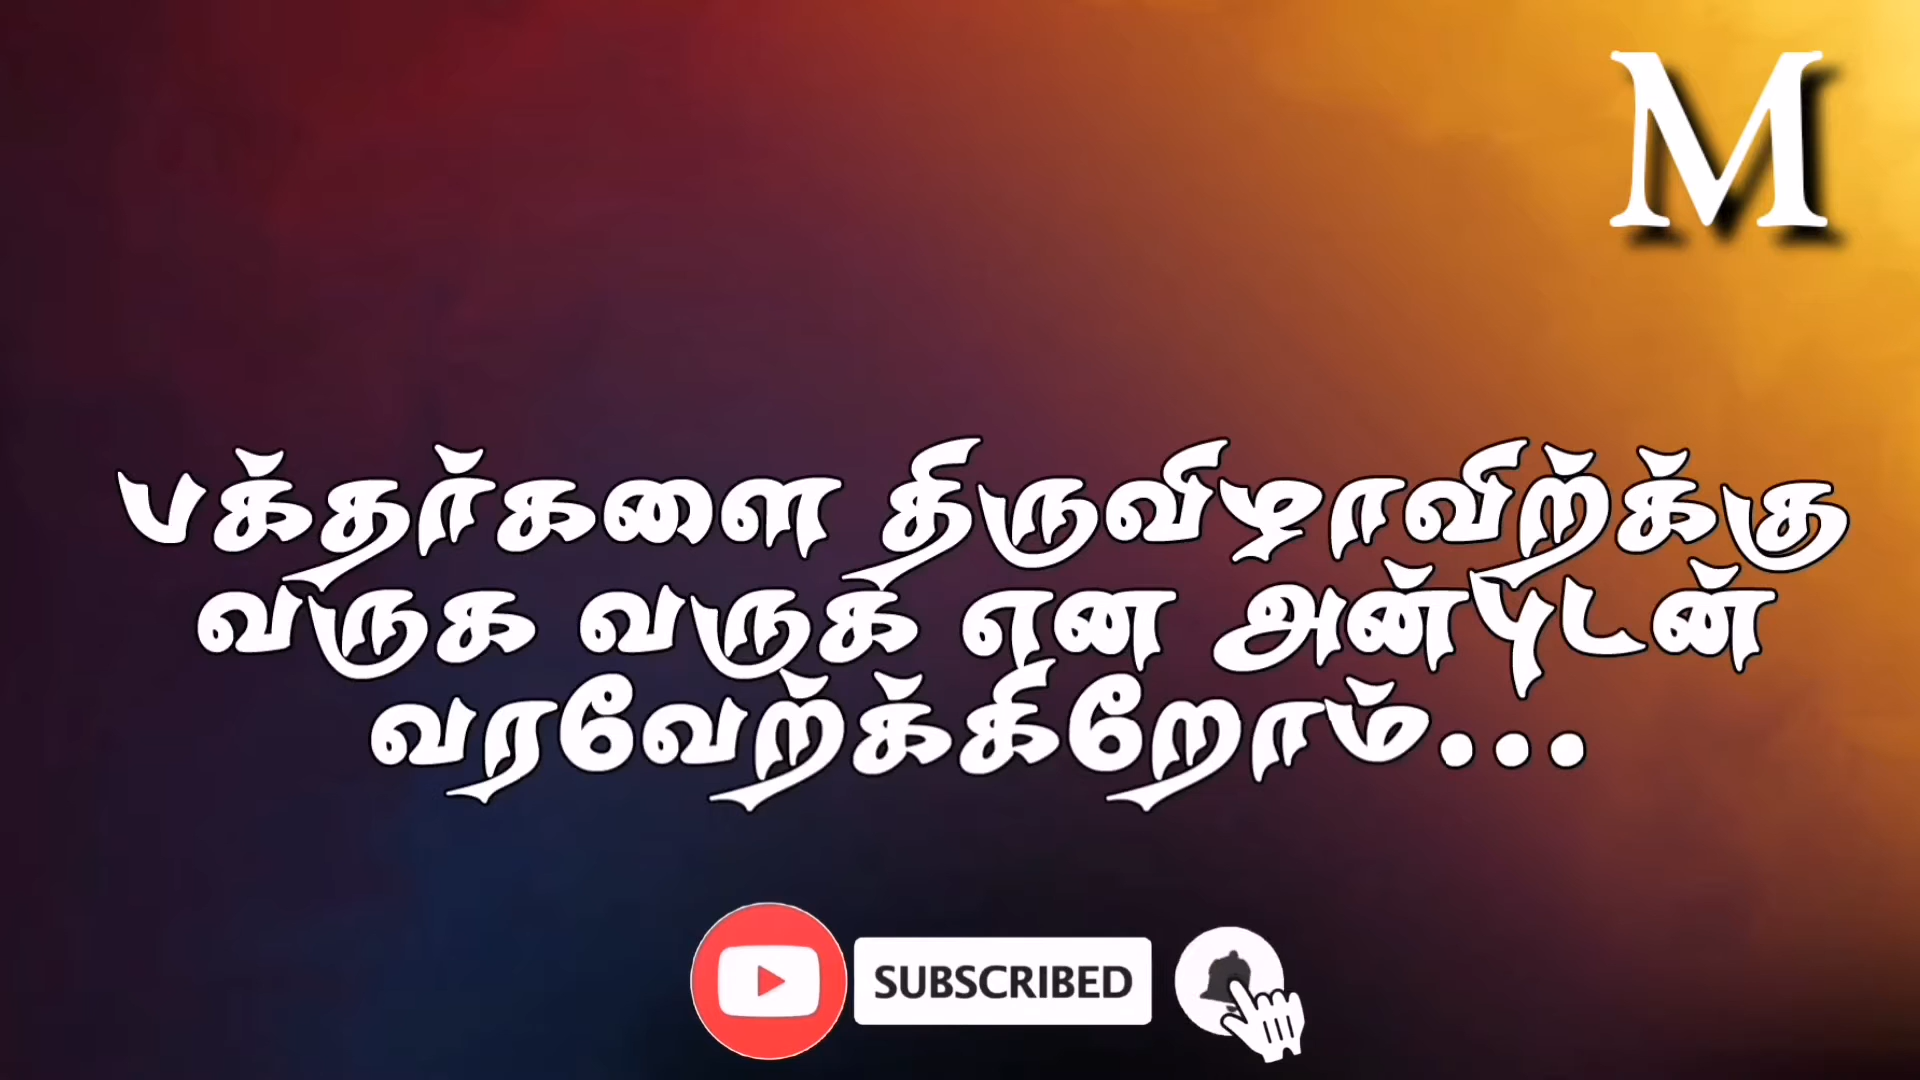 M
பக்தர்களை திருவிழாவிற்க்கு
வருக வருக என அன்புடன்
வரவேற்க்கிறோம்...
SUBSCRIBED